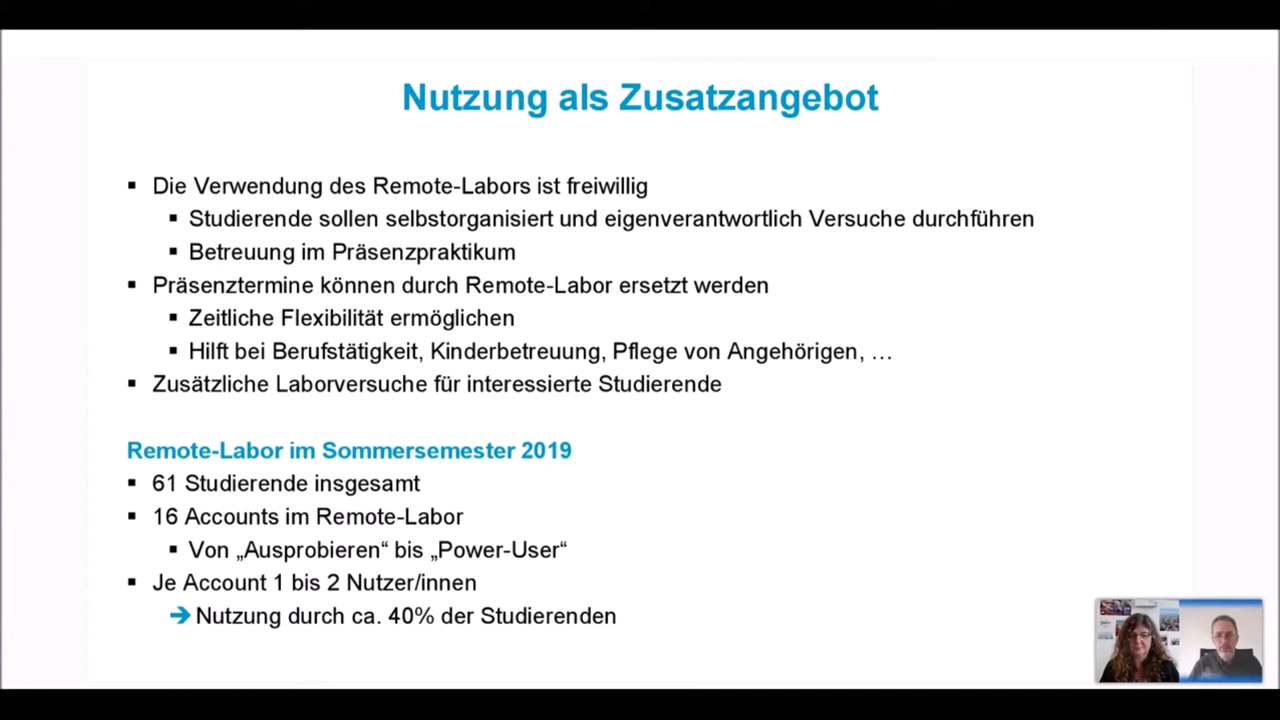 Nutzung als Zusatzangebot
▪ Die Verwendung des Remote-Labors ist freiwillig
▪ Studierende sollen selbstorganisiert und eigenverantwortlich Versuche durchführen
▪ Betreuung im Präsenzpraktikum
▪ Präsenztermine können durch Remote-Labor ersetzt werden
▪ Zeitliche Flexibilität ermöglichen
▪ Hilft bei Berufstätigkeit, Kinderbetreuung, Pflege von Angehörigen, …
▪ Zusätzliche Laborversuche für interessierte Studierende
Remote-Labor im Sommersemester 2019
▪ 61 Studierende insgesamt
▪ 16 Accounts im Remote-Labor
▪ Von „Ausprobieren“ bis „Power-User“
▪ Je Account 1 bis 2 Nutzer/innen
➔ Nutzung durch ca. 40% der Studierenden